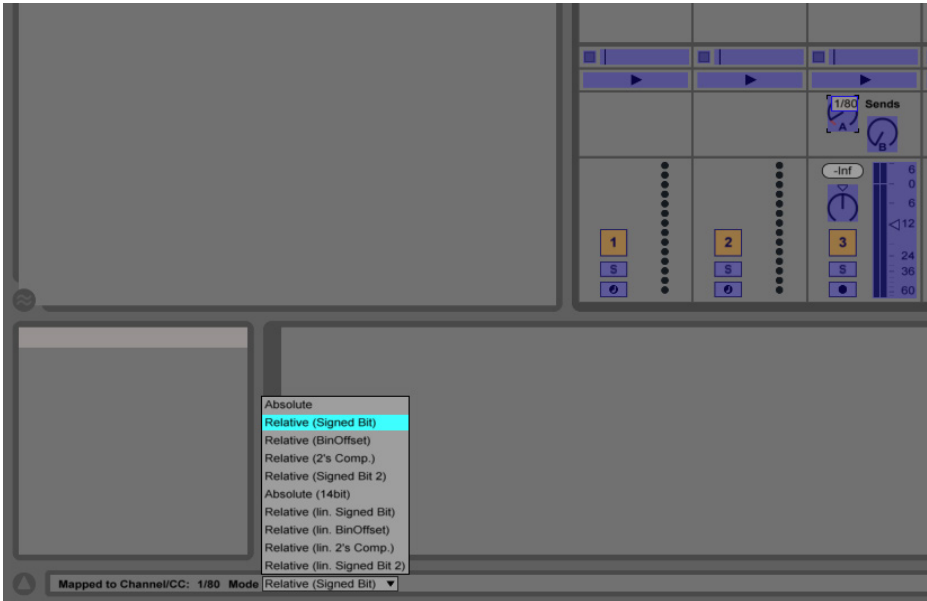 1/80 Sends
A
B
-Inf
6
0
6
12
24
36
60
1
2
3
S
S
S
Absolute
Relative (Signed Bit)
Relative (BinOffset)
Relative (2's Comp.)
Relative (Signed Bit 2)
Absolute (14bit)
Relative (lin. Signed Bit)
Relative (lin. BinOffset)
Relative (lin. 2's Comp.)
Relative (lin. Signed Bit 2)
Mapped to Channel/CC: 1/80 Mode Relative (Signed Bit)